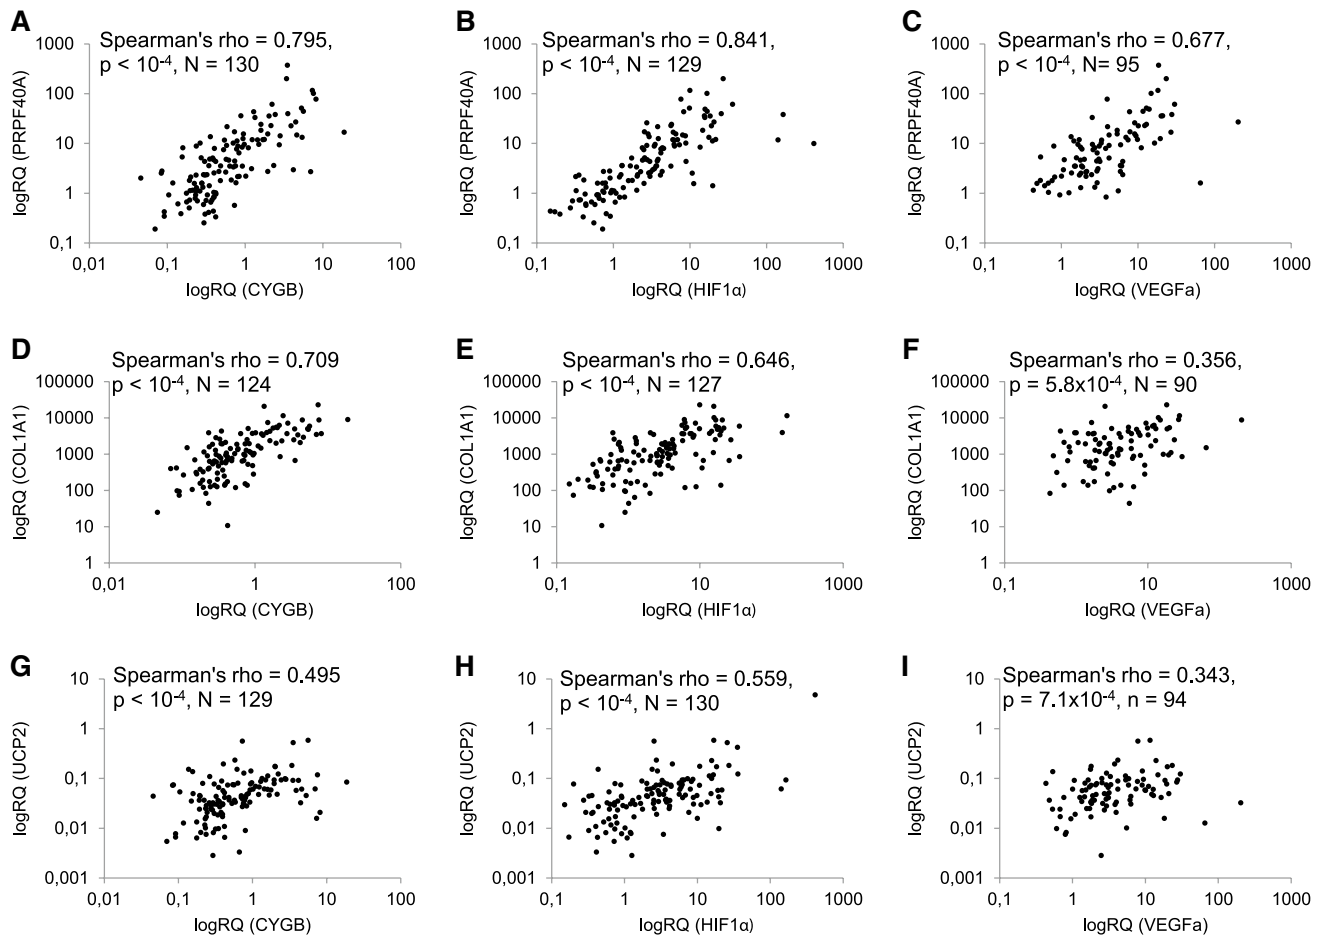 A
Spearman's rho = 0.795,
p < 10-4, N = 130
logRQ (PRPF40A)
1000
100
10
1
0,1
0,01
0,1
1
10
100
logRQ (CYGB)
B
Spearman's rho = 0.841,
p < 10-4, N = 129
logRQ (PRPF40A)
1000
100
10
1
0,1
0,1
1
10
100
1000
logRQ (HIF1α)
C
Spearman's rho = 0.677,
p < 10-4, N= 95
logRQ (PRPF40A)
1000
100
10
1
0,1
0,1
1
10
100
1000
logRQ (VEGFa)
D
Spearman's rho = 0.709
p < 10-4, N = 124
logRQ (COL1A1)
100000
10000
1000
100
10
1
0,01
1
100
logRQ (CYGB)
E
Spearman's rho = 0.646,
p < 10-4, N = 127
logRQ (COL1A1)
100000
10000
1000
100
10
1
0,1
10
1000
logRQ (HIF1α)
F
Spearman's rho = 0.356,
p = 5.8x10-4, N = 90
logRQ (COL1A1)
100000
10000
1000
100
10
1
0,1
10
1000
logRQ (VEGFa)
G
Spearman's rho = 0.495
p < 10-4, N = 129
logRQ (UCP2)
10
1
0,1
0,01
0,001
0,01
0,1
1
10
100
logRQ (CYGB)
H
Spearman's rho = 0.559,
p < 10-4, N = 130
logRQ (UCP2)
10
1
0,1
0,01
0,001
0,1
1
10
100
1000
logRQ (HIF1α)
I
Spearman's rho = 0.343,
p = 7.1x10-4, n = 94
logRQ (UCP2)
10
1
0,1
0,01
0,001
0,1
1
10
100
1000
logRQ (VEGFa)